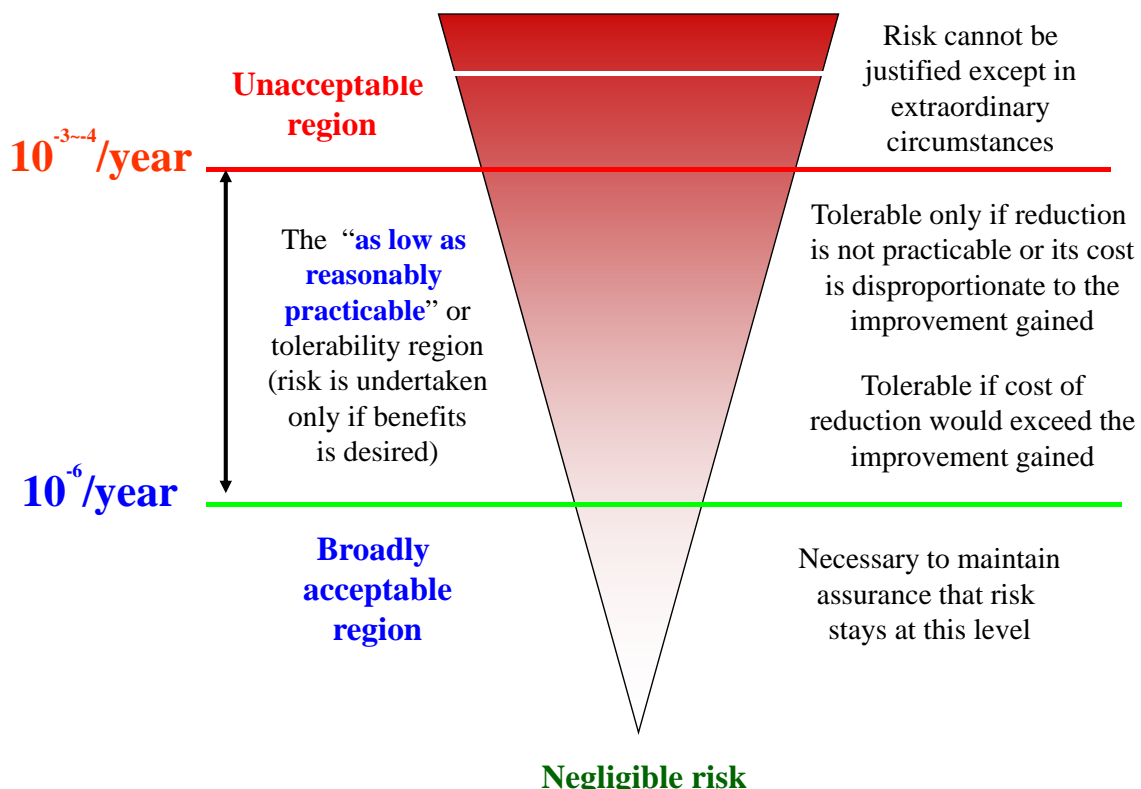 Unacceptable
region
Risk cannot be
justified except in
extraordinary
circumstances
10-3~-4/year
The “as low as
reasonably
practicable” or
tolerability region
(risk is undertaken
only if benefits
is desired)
Tolerable only if reduction
is not practicable or its cost
is disproportionate to the
improvement gained
Tolerable if cost of
reduction would exceed the
improvement gained
10-6/year
Broadly
acceptable
region
Necessary to maintain
assurance that risk
stays at this level
Negligible risk